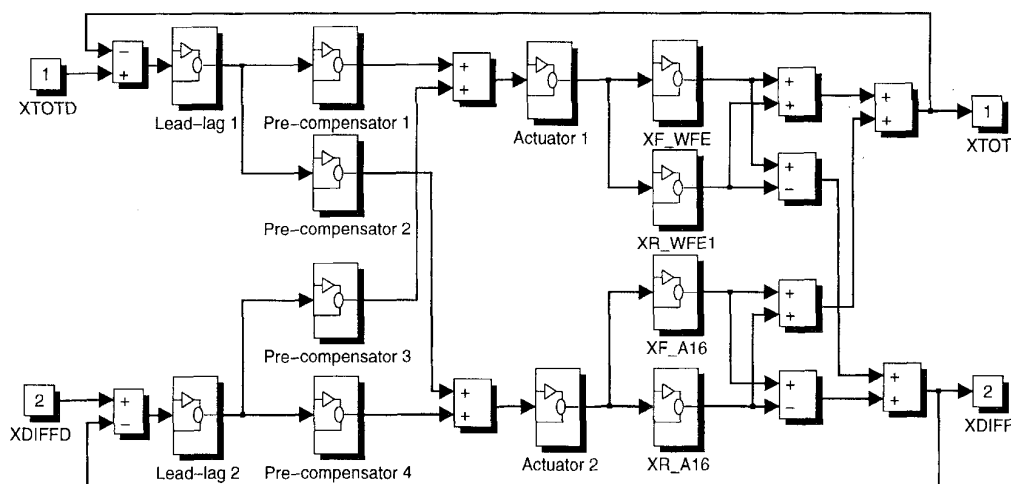 1
XTOTD
−
+
Lead–lag 1
Pre–compensator 1
+
+
Actuator 1
XF_WFE
+
+
+
+
1
XTOT
Pre–compensator 2
XR_WFE1
+
−
Pre–compensator 3
XF_A16
+
+
2
XDIFFD
+
−
Lead–lag 2
Pre–compensator 4
+
+
Actuator 2
XR_A16
+
−
+
+
2
XDIFF